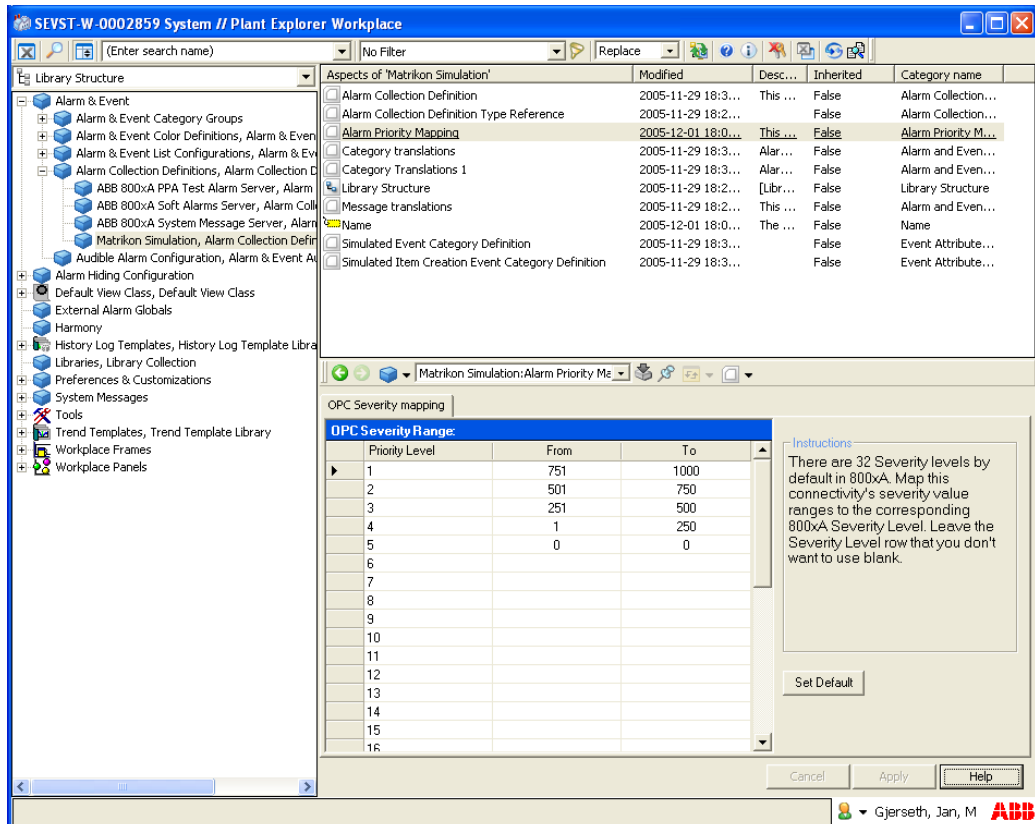 SEVST-W-0002859 System // Plant Explorer Workplace
(Enter search name) No Filter Replace
Library Structure
Alarm & Event
Alarm & Event Category Groups
Alarm & Event Color Definitions, Alarm & Even
Alarm & Event List Configurations, Alarm & Ev
Alarm Collection Definitions, Alarm Collection D
ABB 800xA PPA Test Alarm Server, Alarm
ABB 800xA Soft Alarms Server, Alarm Coll
ABB 800xA System Message Server, Alarm
Matrikon Simulation, Alarm Collection Defin
Audible Alarm Configuration, Alarm & Event Au
Alarm Hiding Configuration
Default View Class, Default View Class
External Alarm Globals
Harmony
History Log Templates, History Log Template Libra
Libraries, Library Collection
Preferences & Customizations
System Messages
Tools
Trend Templates, Trend Template Library
Workplace Frames
Workplace Panels
Aspects of 'Matrikon Simulation' Modified Desc... Inherited Category name
Alarm Collection Definition 2005-11-29 18:3... This ... False Alarm Collection...
Alarm Collection Definition Type Reference 2005-11-29 18:2... False Alarm Collection...
Alarm Priority Mapping 2005-12-01 18:0... This ... False Alarm Priority M...
Category translations 2005-11-29 18:3... Alar... False Alarm and Even...
Category Translations 1 2005-11-29 18:3... Alar... False Alarm and Even...
Library Structure 2005-11-29 18:2... [Libr... False Library Structure
Message translations 2005-11-29 18:2... This ... False Alarm and Even...
Name 2005-12-01 18:0... The ... False Name
Simulated Event Category Definition 2005-11-29 18:3... False Event Attribute...
Simulated Item Creation Event Category Definition 2005-11-29 18:3... False Event Attribute...
Matrikon Simulation:Alarm Priority Ma
OPC Severity mapping
OPC Severity Range:
Priority Level From To
1 751 1000
2 501 750
3 251 500
4 1 250
5 0 0
6
7
8
9
10
11
12
13
14
15
16
Instructions
There are 32 Severity levels by
default in 800xA. Map this
connectivity's severity value
ranges to the corresponding
800xA Severity Level. Leave the
Severity Level row that you don't
want to use blank.
Set Default
Cancel Apply Help
Gjerseth, Jan, M ABB